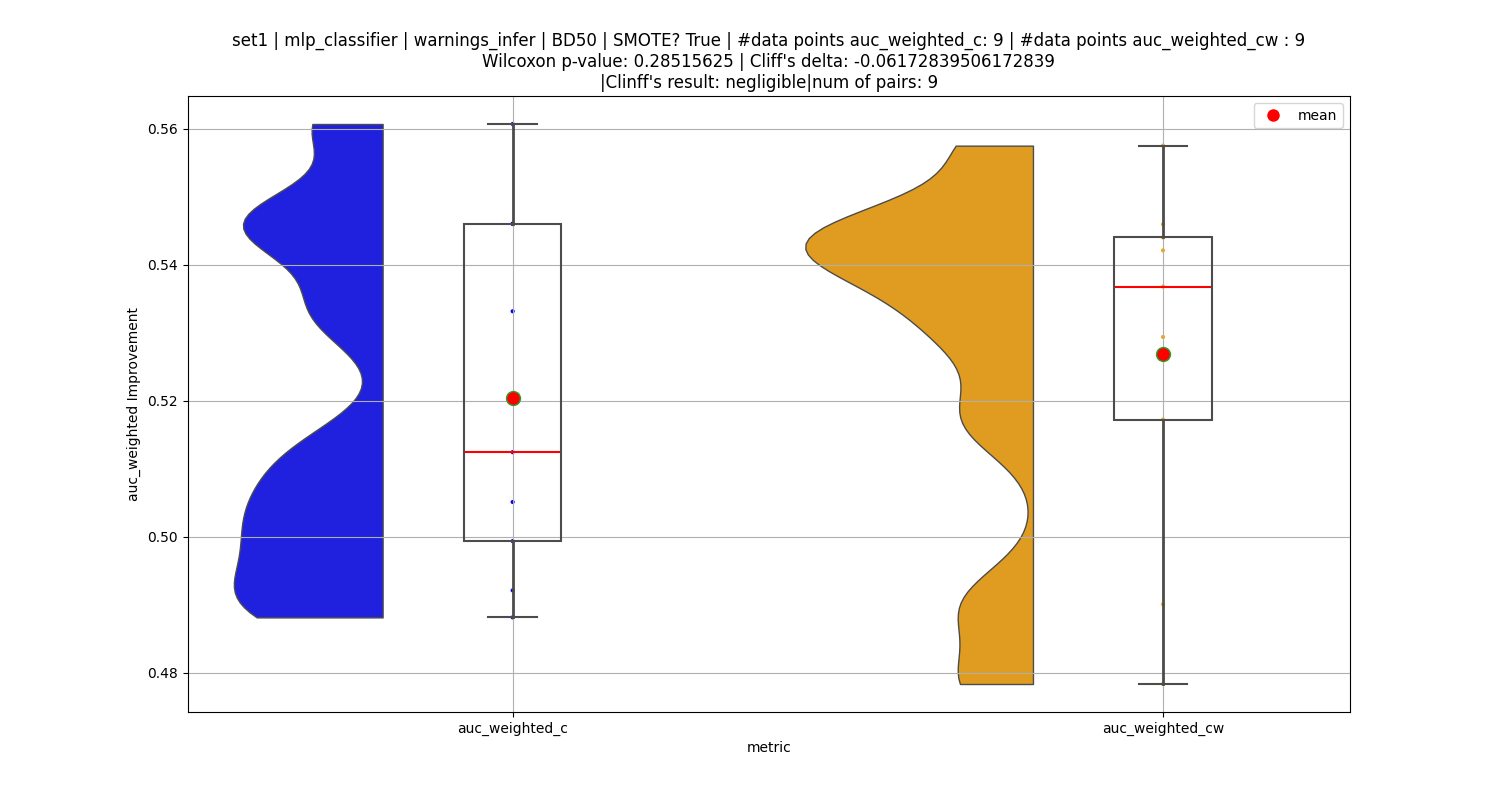 set1 | mlp_classifier | warnings_infer | BD50 | SMOTE? True | #data points auc_weighted_c: 9 | #data points auc_weighted_cw : 9
Wilcoxon p-value: 0.28515625 | Cliff's delta: -0.06172839506172839
|Clinff's result: negligible|num of pairs: 9
mean
0.56
0.54
0.52
0.50
0.48
auc_weighted Improvement
auc_weighted_c
auc_weighted_cw
metric